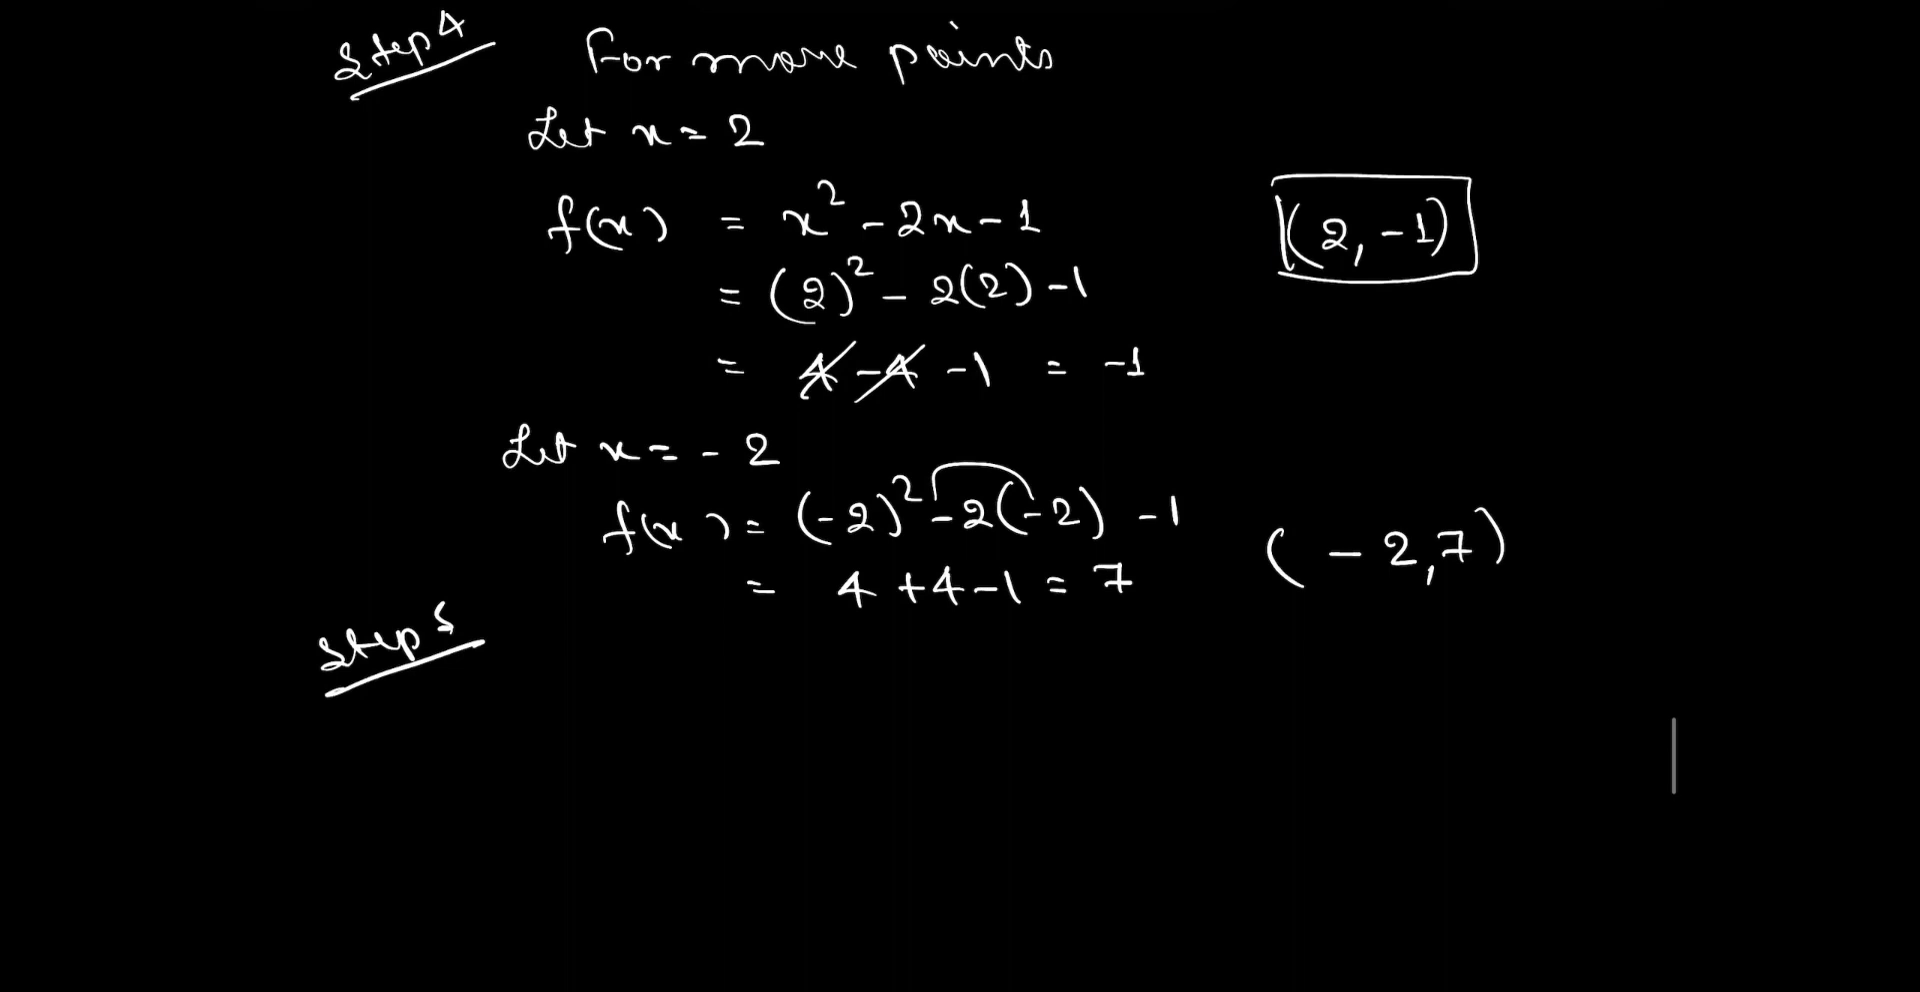 Step 4 For more points
Let x = 2
f(x) = x² - 2x - 1
(2, -1)
= (2)² - 2(2) - 1
= 4 - 4 - 1 = -1
Let x = - 2
f(x) = (-2)² - 2(-2) - 1
(-2, 7)
= 4 + 4 - 1 = 7
Step 5